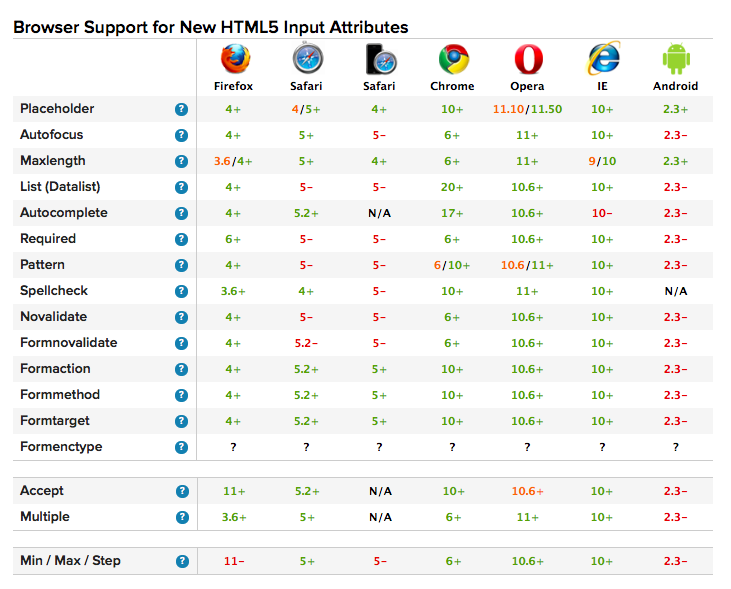 Browser Support for New HTML5 Input Attributes
Firefox Safari Safari Chrome Opera IE Android
Placeholder ? 4+ 4/5+ 4+ 10+ 11.10/11.50 10+ 2.3+
Autofocus ? 4+ 5+ 5- 6+ 11+ 10+ 2.3-
Maxlength ? 3.6/4+ 5+ 4+ 6+ 11+ 9/10 2.3+
List (Datalist) ? 4+ 5- 5- 20+ 10.6+ 10+ 2.3-
Autocomplete ? 4+ 5.2+ N/A 17+ 10.6+ 10- 2.3-
Required ? 6+ 5- 5- 6+ 10.6+ 10+ 2.3-
Pattern ? 4+ 5- 5- 6/10+ 10.6/11+ 10+ 2.3-
Spellcheck ? 3.6+ 4+ 5- 10+ 11+ 10+ N/A
Novalidate ? 4+ 5- 5- 6+ 10.6+ 10+ 2.3-
Formnovalidate ? 4+ 5.2- 5- 6+ 10.6+ 10+ 2.3-
Formaction ? 4+ 5.2+ 5+ 10+ 10.6+ 10+ 2.3-
Formmethod ? 4+ 5.2+ 5+ 10+ 10.6+ 10+ 2.3-
Formtarget ? 4+ 5.2+ 5+ 10+ 10.6+ 10+ 2.3-
Formenctype ? ? ? ? ? ? ? ?
Accept ? 11+ 5.2+ N/A 10+ 10.6+ 10+ 2.3-
Multiple ? 3.6+ 5+ N/A 6+ 11+ 10+ 2.3-
Min / Max / Step ? 11- 5+ 5- 6+ 10.6+ 10+ 2.3-